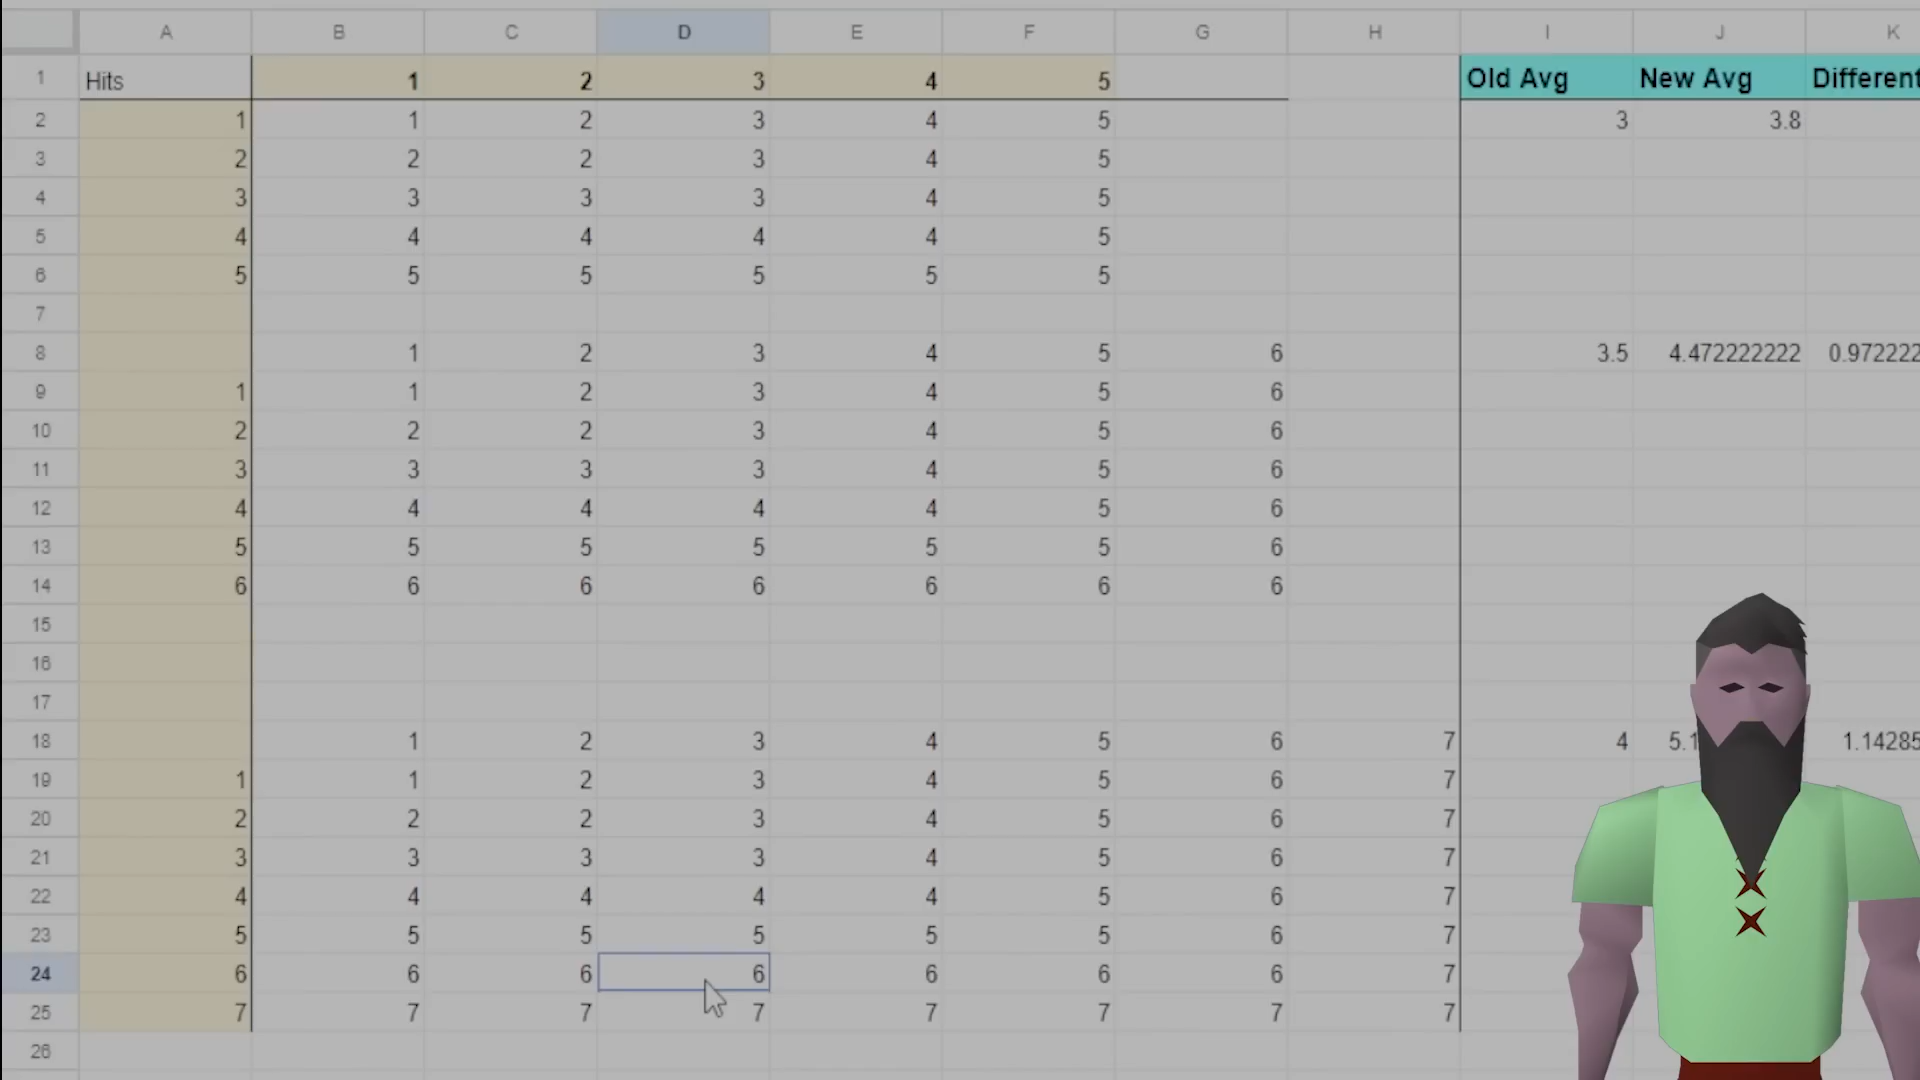 A B C D E F G H I J K
1 Hits 1 2 3 4 5 Old Avg New Avg Different
2 1 1 2 3 4 5 3 3.8
3 2 2 2 3 4 5
4 3 3 3 3 4 5
5 4 4 4 4 4 5
6 5 5 5 5 5 5
7
8 1 2 3 4 5 6 3.5 4.472222222 0.972222
9 1 1 2 3 4 5 6
10 2 2 2 3 4 5 6
11 3 3 3 3 4 5 6
12 4 4 4 4 4 5 6
13 5 5 5 5 5 5 6
14 6 6 6 6 6 6 6
15
16
17
18 1 2 3 4 5 6 7 4 5.1 1.14285
19 1 1 2 3 4 5 6 7
20 2 2 2 3 4 5 6 7
21 3 3 3 3 4 5 6 7
22 4 4 4 4 4 5 6 7
23 5 5 5 5 5 5 6 7
24 6 6 6 6 6 6 6 7
25 7 7 7 7 7 7 7 7
26